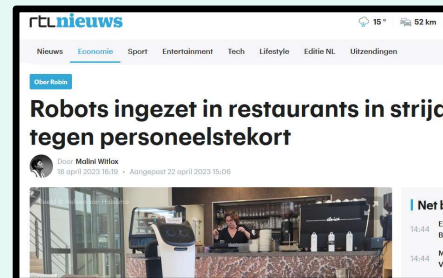 rtl nieuws
15° 52 km
Nieuws Economie Sport Entertainment Tech Lifestyle Editie NL Uitzendingen
Ober Robin
Robots ingezet in restaurants in strijd
tegen personeelstekort
Door Malini Witlox
18 april 2023 16:19 • Aangepast 22 april 2023 15:06
Net b
14:44 E
B
14:44
V